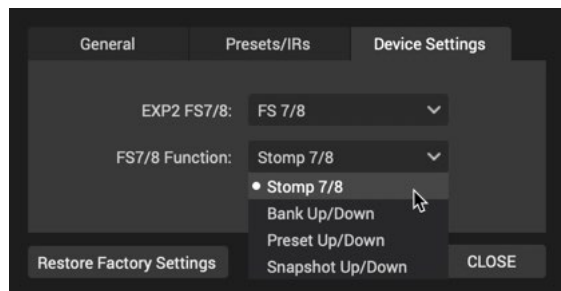 General Presets/IRs Device Settings
EXP2 FS7/8: FS 7/8
FS7/8 Function: Stomp 7/8
Stomp 7/8
Bank Up/Down
Preset Up/Down
Restore Factory Settings Snapshot Up/Down CLOSE